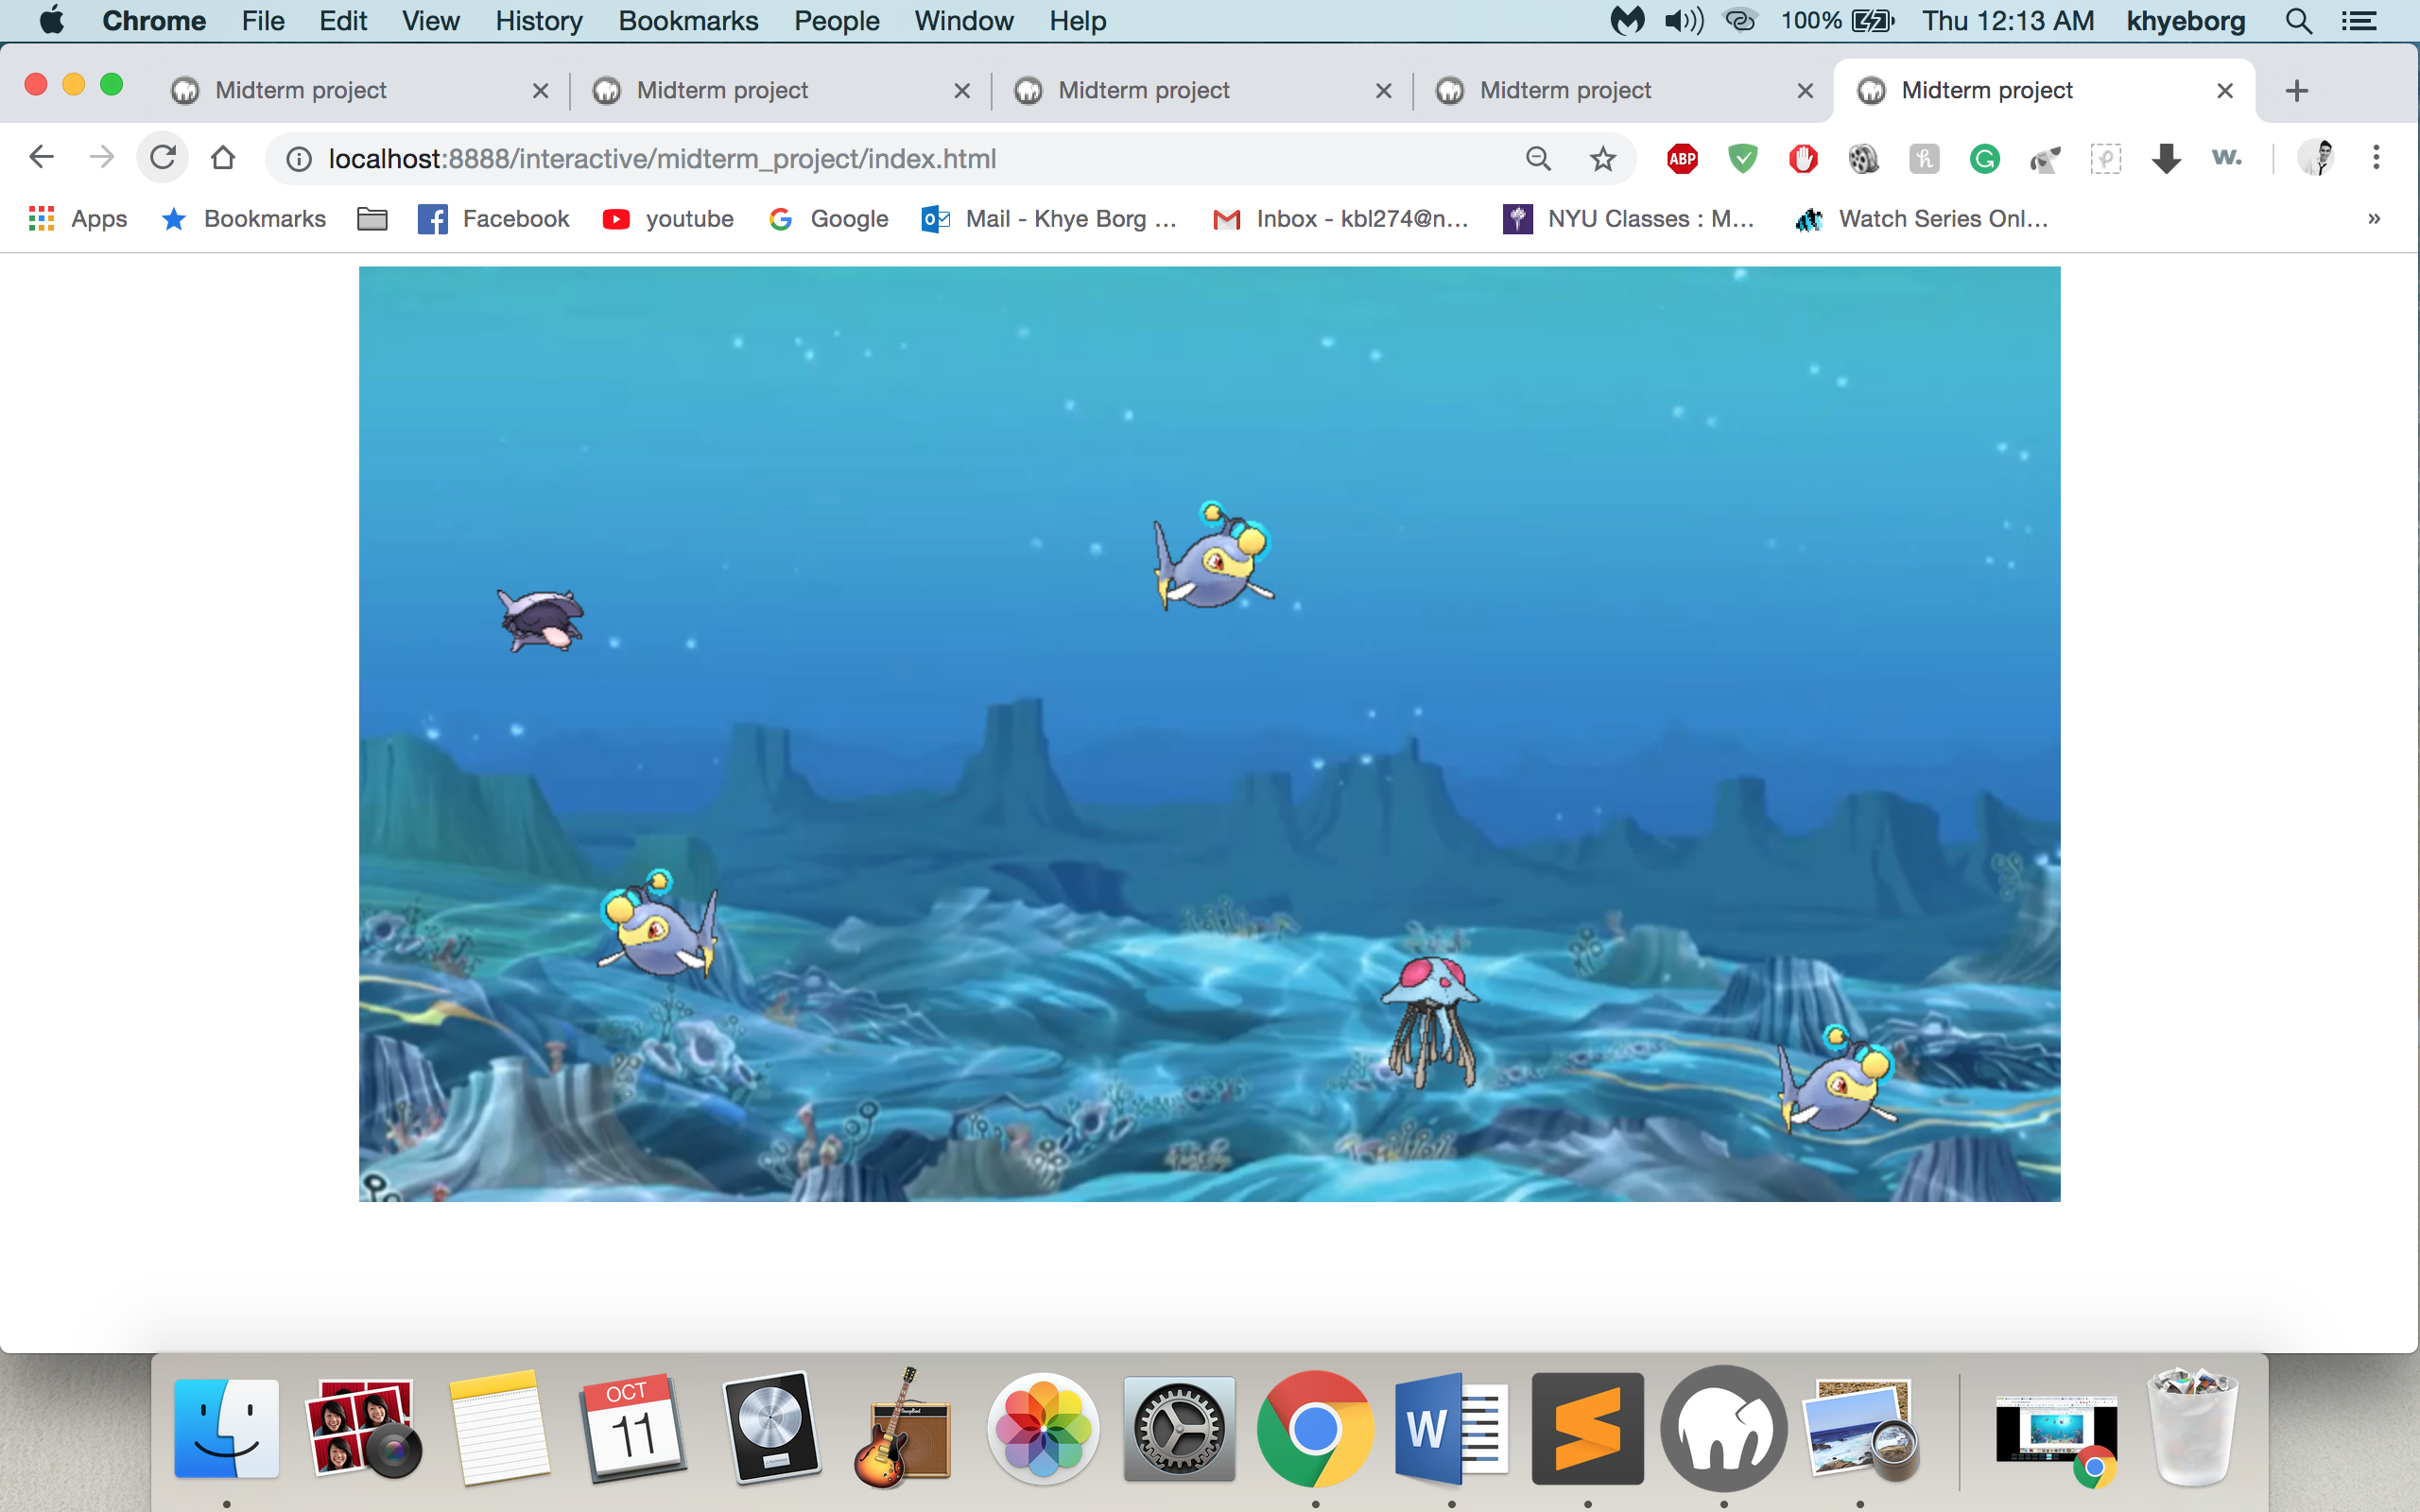 Chrome File Edit View History Bookmarks People Window Help 100% Thu 12:13 AM khyeborg
Midterm project Midterm project Midterm project Midterm project Midterm project
localhost:8888/interactive/midterm_project/index.html ABP h G p w.
Apps Bookmarks Facebook youtube Google Mail - Khye Borg ... Inbox - kbl274@n... NYU Classes : M... Watch Series Onl... »
OCT
11
W